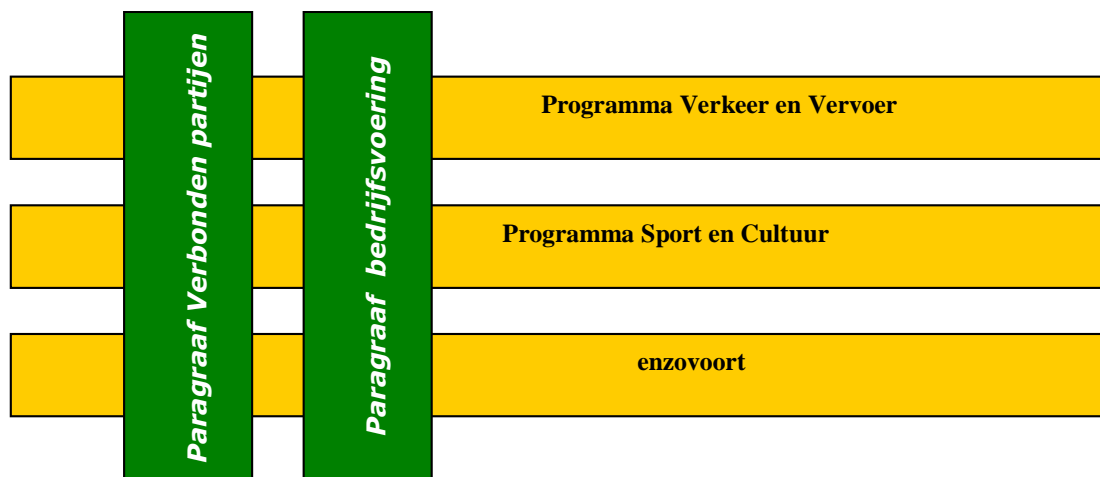 Paragraaf Verbonden partijen
Paragraaf bedrijfsvoering
Programma Verkeer en Vervoer
Programma Sport en Cultuur
enzovoort